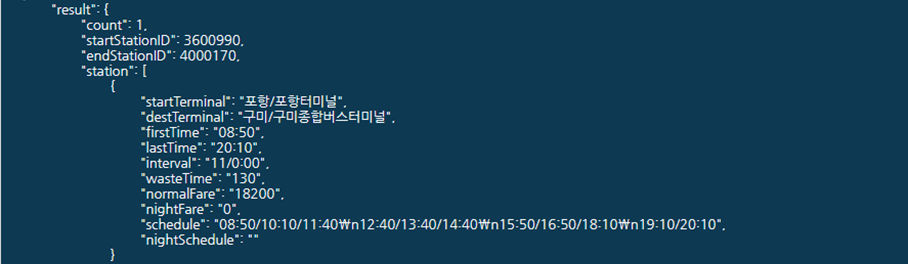 "result": {
"count": 1,
"startStationID": 3600990,
"endStationID": 4000170,
"station": [
{
"startTerminal": "포항/포항터미널",
"destTerminal": "구미/구미종합버스터미널",
"firstTime": "08:50",
"lastTime": "20:10",
"interval": "11/0:00",
"wasteTime": "130",
"normalFare": "18200",
"nightFare": "0",
"schedule": "08:50/10:10/11:40₩n12:40/13:40/14:40₩n15:50/16:50/18:10₩n19:10/20:10",
"nightSchedule": ""
}